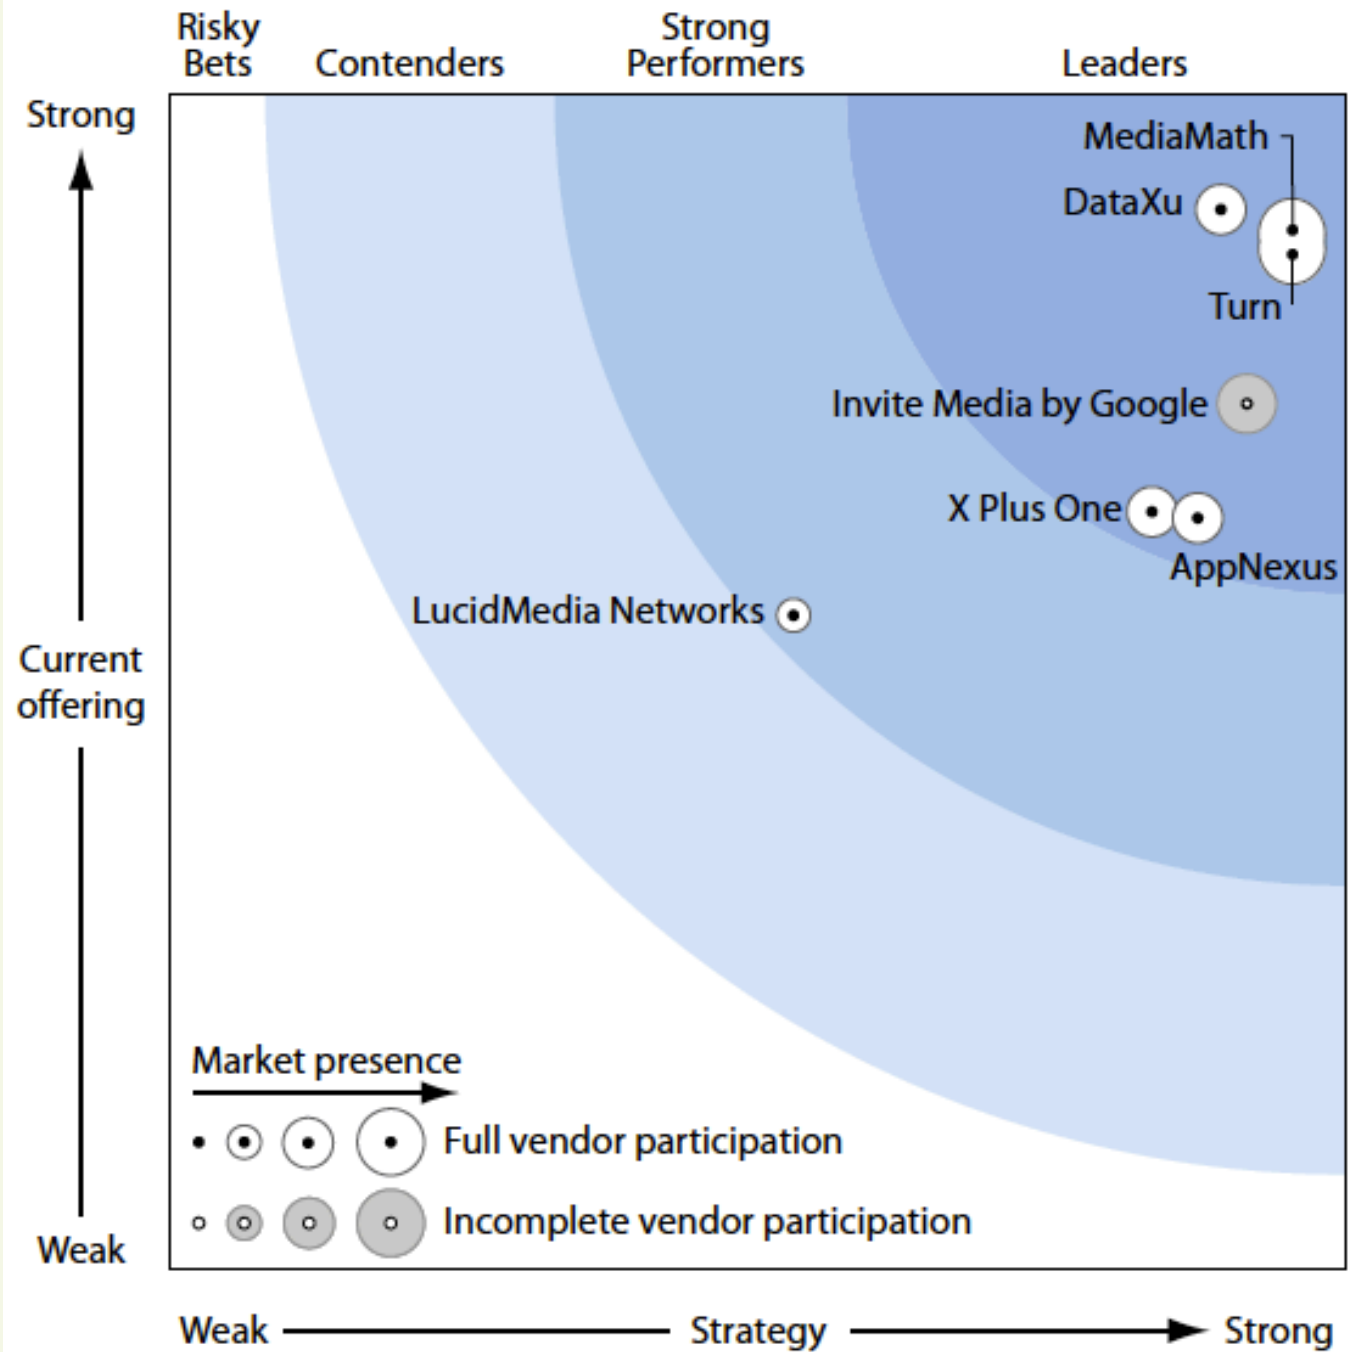 Risky
Bets
Contenders
Strong
Performers
Leaders
Strong
MediaMath
DataXu
Turn
Invite Media by Google
X Plus One
AppNexus
LucidMedia Networks
Current
offering
Market presence
Full vendor participation
Incomplete vendor participation
Weak
Weak
Strategy
Strong